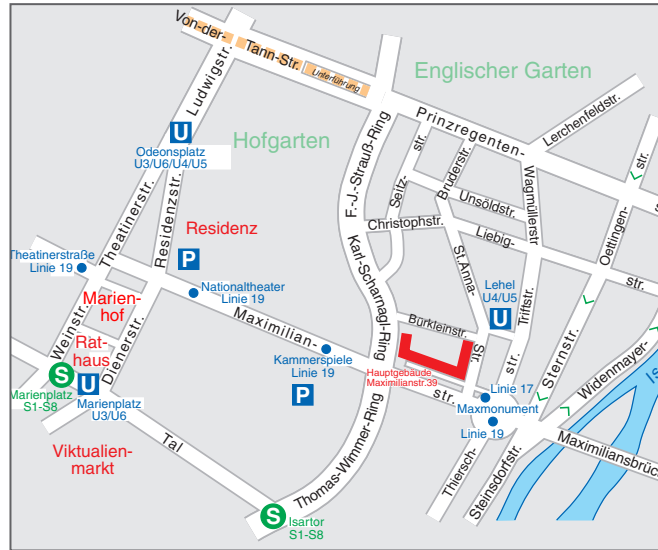 Von-der-
Tann-Str.
Unterführung
Ludwigstr.
Englischer Garten
Prinzregenten-
Lerchenfeldstr.
str.
U
Odeonsplatz
U3/U6/U4/U5
Hofgarten
F.-J.-Strauß-Ring
Seitz-
str.
Bruderstr.
Wagmüllerstr
Unsöldstr.
Oettingen-
str.
Theatinerstr.
Residenzstr.
Residenz
P
Christophstr.
Liebig-
str.
Theatinerstraße
Linie 19
Nationaltheater
Linie 19
Karl-Scharnagl-Ring
St.Anna-
Str.
Lehel
U4/U5
U
Triftstr.
str.
Marien-
hof
Weinstr.
Dienerstr.
Rat-
haus
Maximilian-
str.
Bürkleinstr.
Kammerspiele
Linie 19
P
Hauptgebäude
Maximilianstr.39
Sternstr.
Widenmayer-
Is
S
Marienplatz
S1-S8
U
Marienplatz
U3/U6
Linie 17
Maxmonument
Linie 19
Maximiliansbrüc
Viktualien-
markt
Tal
Thomas-Wimmer-Ring
Thiersch-
Steinsdorfstr.
S
Isartor
S1-S8